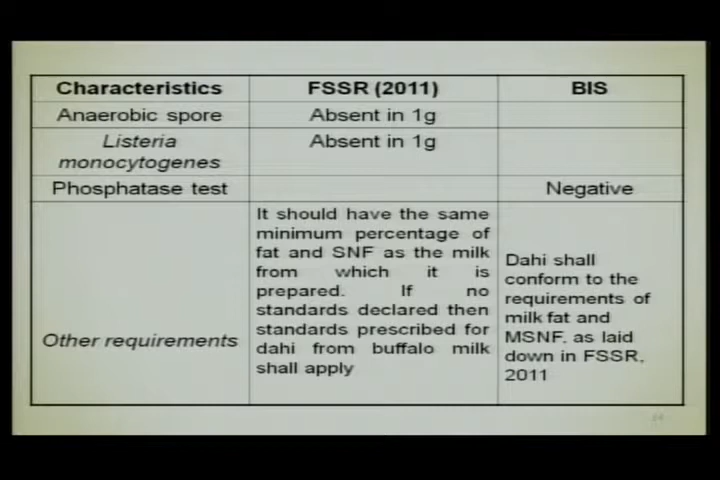 Characteristics FSSR (2011) BIS
Anaerobic spore Absent in 1g
Listeria Absent in 1g
monocytogenes
Phosphatase test Negative
Other requirements
It should have the same
minimum percentage of
fat and SNF as the milk
from which it is
prepared. If no
standards declared then
standards prescribed for
dahi from buffalo milk
shall apply
Dahi shall
conform to the
requirements of
milk fat and
MSNF, as laid
down in FSSR,
2011